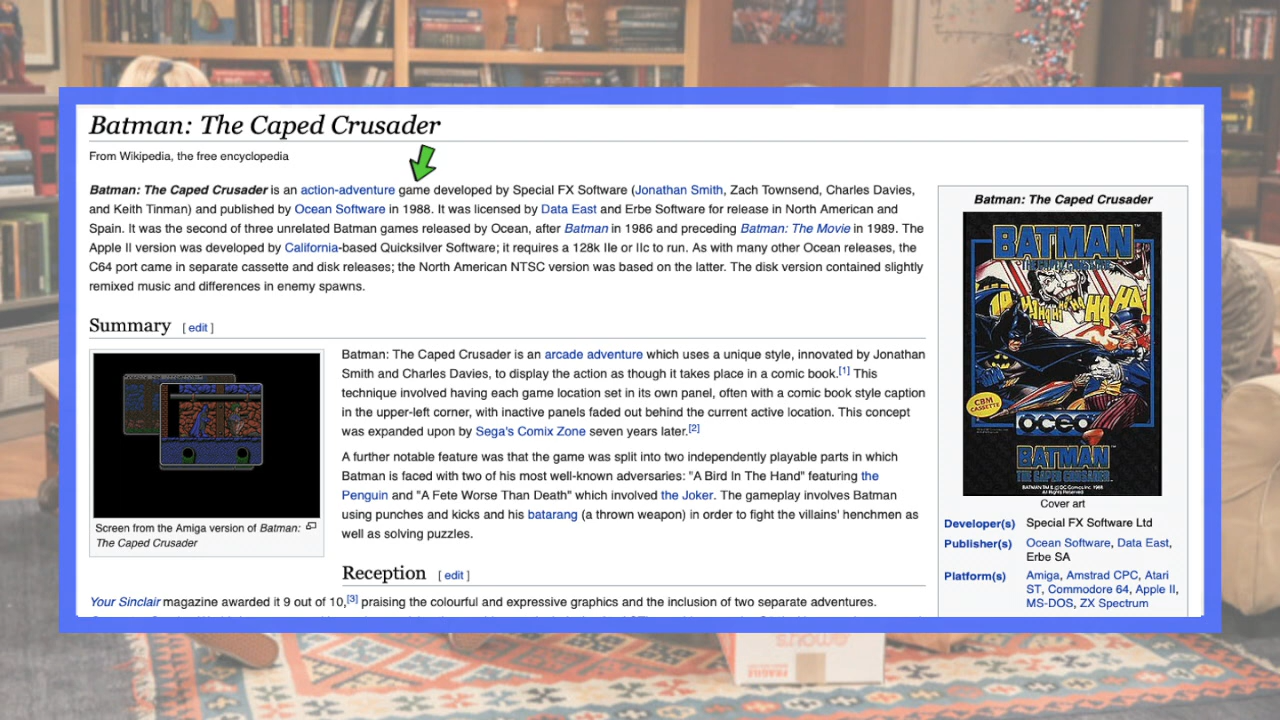 Batman: The Caped Crusader
From Wikipedia, the free encyclopedia
Batman: The Caped Crusader is an action-adventure game developed by Special FX Software (Jonathan Smith, Zach Townsend, Charles Davies,
and Keith Tinman) and published by Ocean Software in 1988. It was licensed by Data East and Erbe Software for release in North American and
Spain. It was the second of three unrelated Batman games released by Ocean, after Batman in 1986 and preceding Batman: The Movie in 1989. The
Apple II version was developed by California-based Quicksilver Software; it requires a 128k IIe or IIc to run. As with many other Ocean releases, the
C64 port came in separate cassette and disk releases; the North American NTSC version was based on the latter. The disk version contained slightly
remixed music and differences in enemy spawns.
Summary [ edit ]
Batman: The Caped Crusader is an arcade adventure which uses a unique style, innovated by Jonathan
Smith and Charles Davies, to display the action as though it takes place in a comic book.[1] This
technique involved having each game location set in its own panel, often with a comic book style caption
in the upper-left corner, with inactive panels faded out behind the current active location. This concept
was expanded upon by Sega's Comix Zone seven years later.[2]
A further notable feature was that the game was split into two independently playable parts in which
Batman is faced with two of his most well-known adversaries: "A Bird In The Hand" featuring the
Penguin and "A Fete Worse Than Death" which involved the Joker. The gameplay involves Batman
using punches and kicks and his batarang (a thrown weapon) in order to fight the villains' henchmen as
well as solving puzzles.
Screen from the Amiga version of Batman:
The Caped Crusader
Reception [ edit ]
Your Sinclair magazine awarded it 9 out of 10,[3] praising the colourful and expressive graphics and the inclusion of two separate adventures.
Batman: The Caped Crusader
BATMAN™
THE CAPED CRUSADER
HA HA HA HA
CBM
CASSETTE
ocean
BATMAN™
THE CAPED CRUSADER
BATMAN TM & © DC Comics Inc. 1988
All Rights Reserved
Cover art
Developer(s) Special FX Software Ltd
Publisher(s) Ocean Software, Data East,
Erbe SA
Platform(s) Amiga, Amstrad CPC, Atari
ST, Commodore 64, Apple II,
MS-DOS, ZX Spectrum
FRAGILE